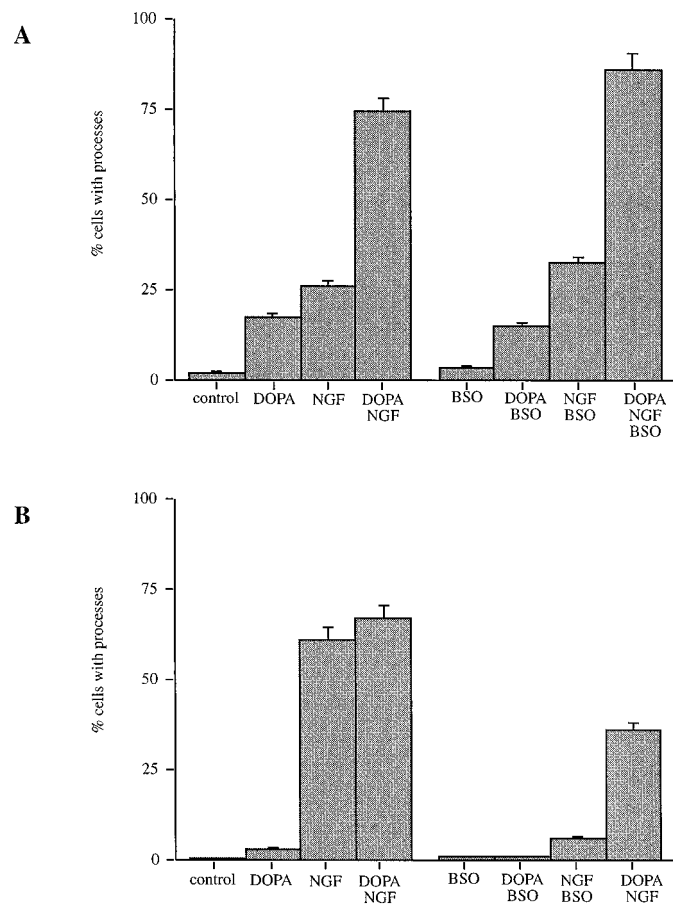 A
100
75
50
25
0
% cells with processes
control DOPA NGF DOPA NGF BSO DOPA BSO NGF BSO DOPA NGF BSO
B
100
75
50
25
0
% cells with processes
control DOPA NGF DOPA NGF BSO DOPA BSO NGF BSO DOPA NGF